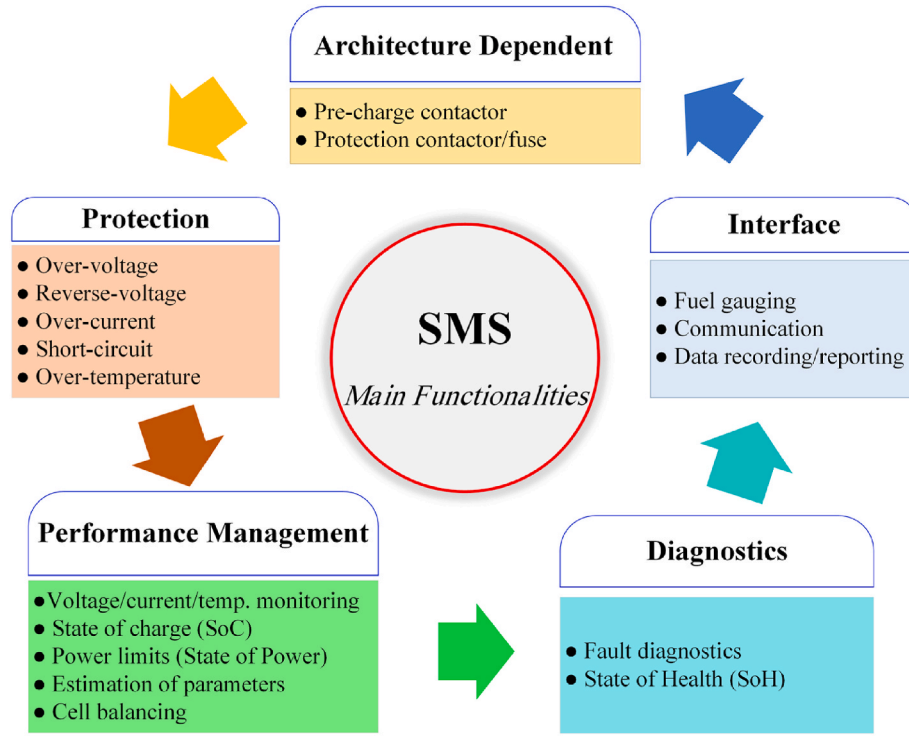 Architecture Dependent
● Pre-charge contactor
● Protection contactor/fuse
Protection
● Over-voltage
● Reverse-voltage
● Over-current
● Short-circuit
● Over-temperature
SMS
Main Functionalities
Interface
● Fuel gauging
● Communication
● Data recording/reporting
Performance Management
●Voltage/current/temp. monitoring
● State of charge (SoC)
● Power limits (State of Power)
● Estimation of parameters
● Cell balancing
Diagnostics
● Fault diagnostics
● State of Health (SoH)